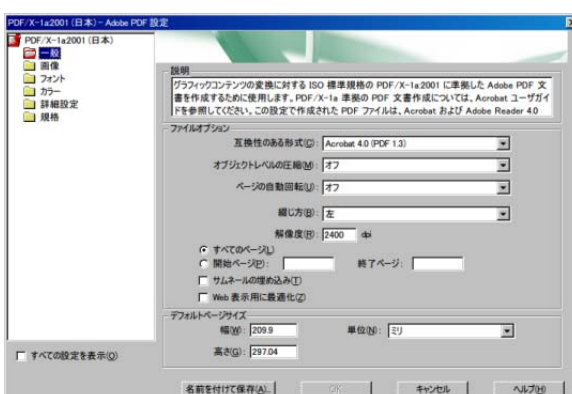 PDF/X-1a2001 (日本) - Adobe PDF 設定
PDF/X-1a2001 (日本)
一般
画像
フォント
カラー
詳細設定
規格
すべての設定を表示(O)
説明
グラフィックコンテンツの変換に対する ISO 標準規格の PDF/X-1a:2001 に準拠した Adobe PDF 文
書を作成するために使用します。PDF/X-1a 準拠の PDF 文書作成については、Acrobat ユーザガイ
ドを参照してください。この設定で作成された PDF ファイルは、Acrobat および Adobe Reader 4.0
ファイルオプション
互換性のある形式(C): Acrobat 4.0 (PDF 1.3)
オブジェクトレベルの圧縮(J): オフ
ページの自動回転(U): オフ
綴じ方(B): 左
解像度(R): 2400 dpi
すべてのページ(L)
開始ページ(P): 終了ページ:
サムネールの埋め込み(T)
Web 表示用に最適化(Z)
デフォルトページサイズ
幅(W): 209.9 単位(N): ミリ
高さ(G): 297.04
名前を付けて保存(A)... OK キャンセル ヘルプ(H)